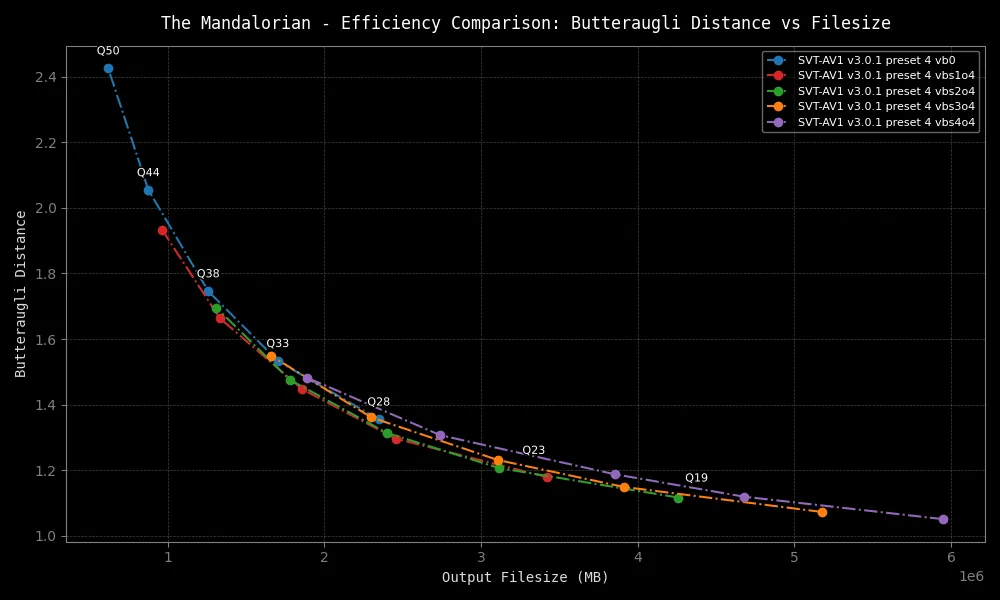 The Mandalorian - Efficiency Comparison: Butteraugli Distance vs Filesize
Q50
Q44
Q38
Q33
Q28
Q23
Q19
SVT-AV1 v3.0.1 preset 4 vb0
SVT-AV1 v3.0.1 preset 4 vbs1o4
SVT-AV1 v3.0.1 preset 4 vbs2o4
SVT-AV1 v3.0.1 preset 4 vbs3o4
SVT-AV1 v3.0.1 preset 4 vbs4o4
Butteraugli Distance
2.4
2.2
2.0
1.8
1.6
1.4
1.2
1.0
1
2
3
4
5
6
1e6
Output Filesize (MB)